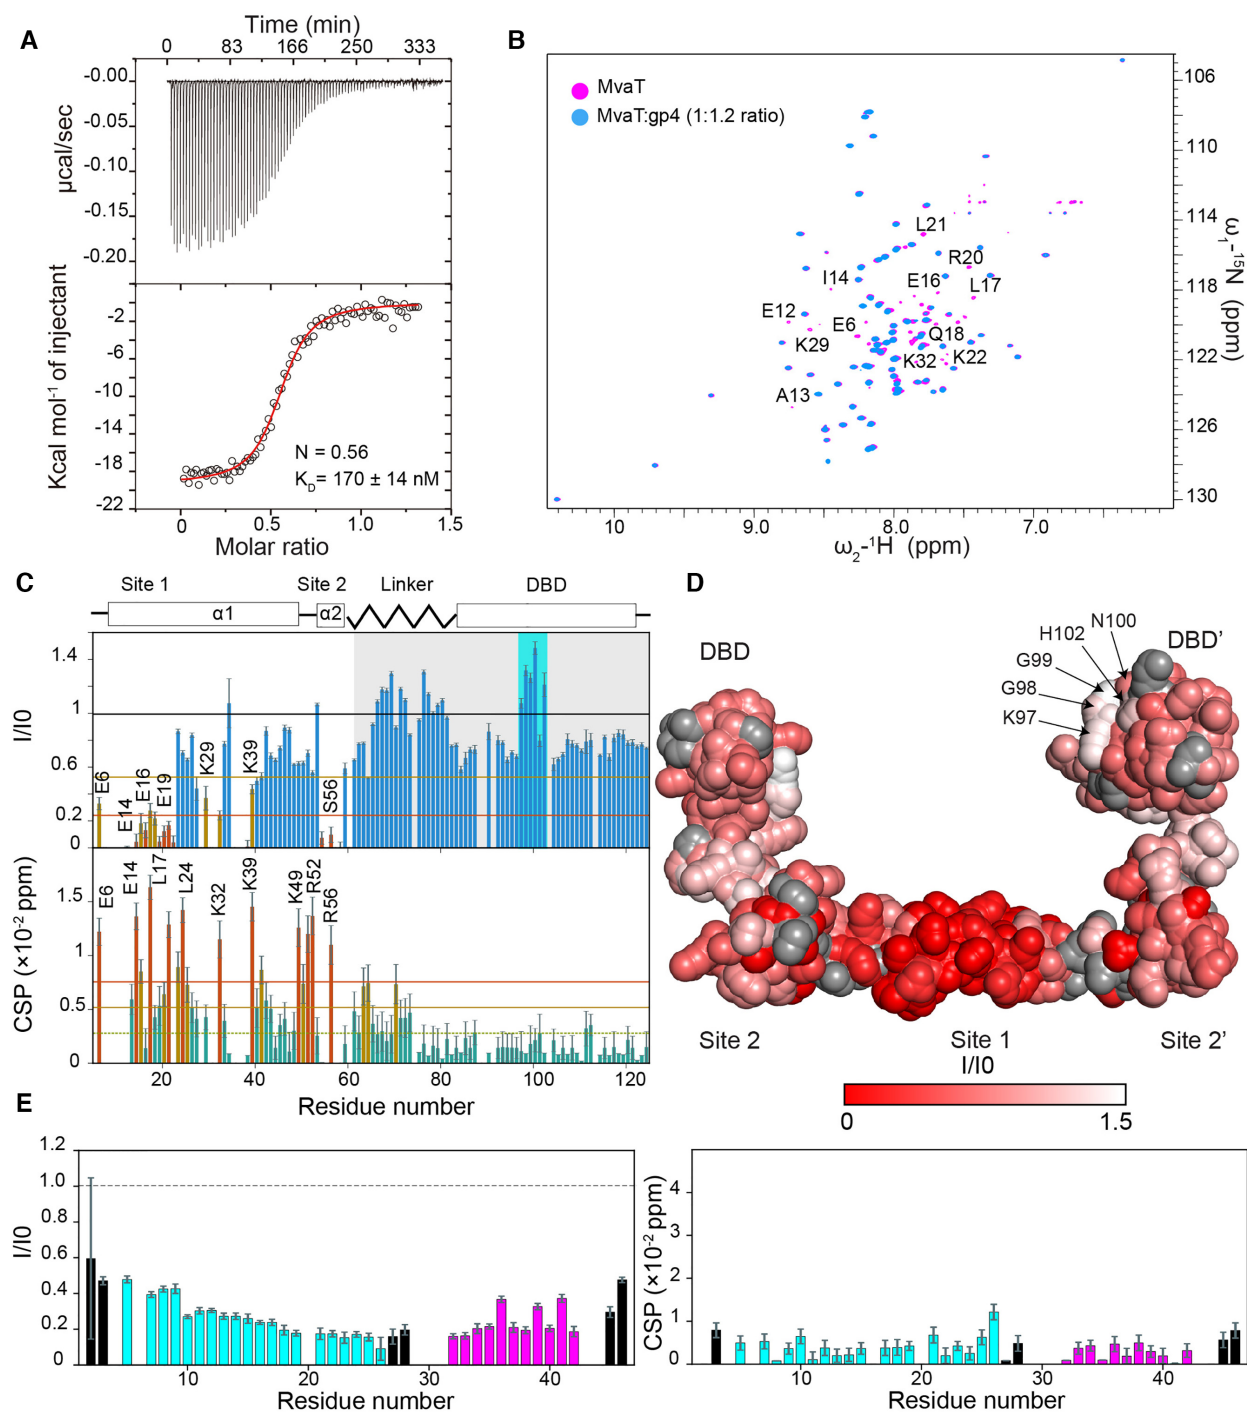 A
Time (min)
0 83 166 250 333
-0.00
-0.05
-0.10
-0.15
-0.20
µcal/sec
-2
-6
-10
-14
-18
-22
Kcal mol-1 of injectant
N = 0.56
KD= 170 ± 14 nM
0 0.5 1.0 1.5
Molar ratio
B
MvaT
MvaT:gp4 (1:1.2 ratio)
L21
R20
I14
E16
L17
E12
E6
Q18
K29
K32
K22
A13
106
110
114
118
122
126
130
ω1-15N (ppm)
10 9.0 8.0 7.0
ω2-1H (ppm)
C
Site 1
Site 2
Linker
DBD
α1
α2
1.4
1
0.6
0.2
0
I/I0
E6
E14
E16
E19
K29
K39
S56
1.5
1
0.5
0
CSP (×10-2 ppm)
E6
E14
L17
L24
K32
K39
K49
R52
R56
20 40 60 80 100 120
Residue number
D
DBD
DBD’
N100
H102
G99
G98
K97
Site 2
Site 1
Site 2’
I/I0
0
1.5
E
1.2
1.0
0.8
0.6
0.4
0.2
0
I/I0
10 20 30 40
Residue number
4
3
2
1
0
CSP (×10-2 ppm)
10 20 30 40
Residue number